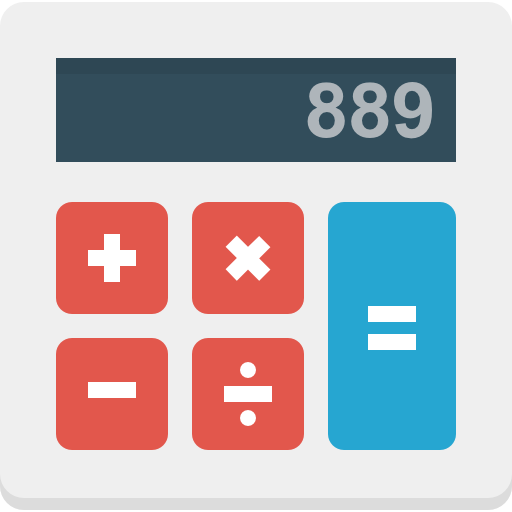 889
+ ×
=
− ÷